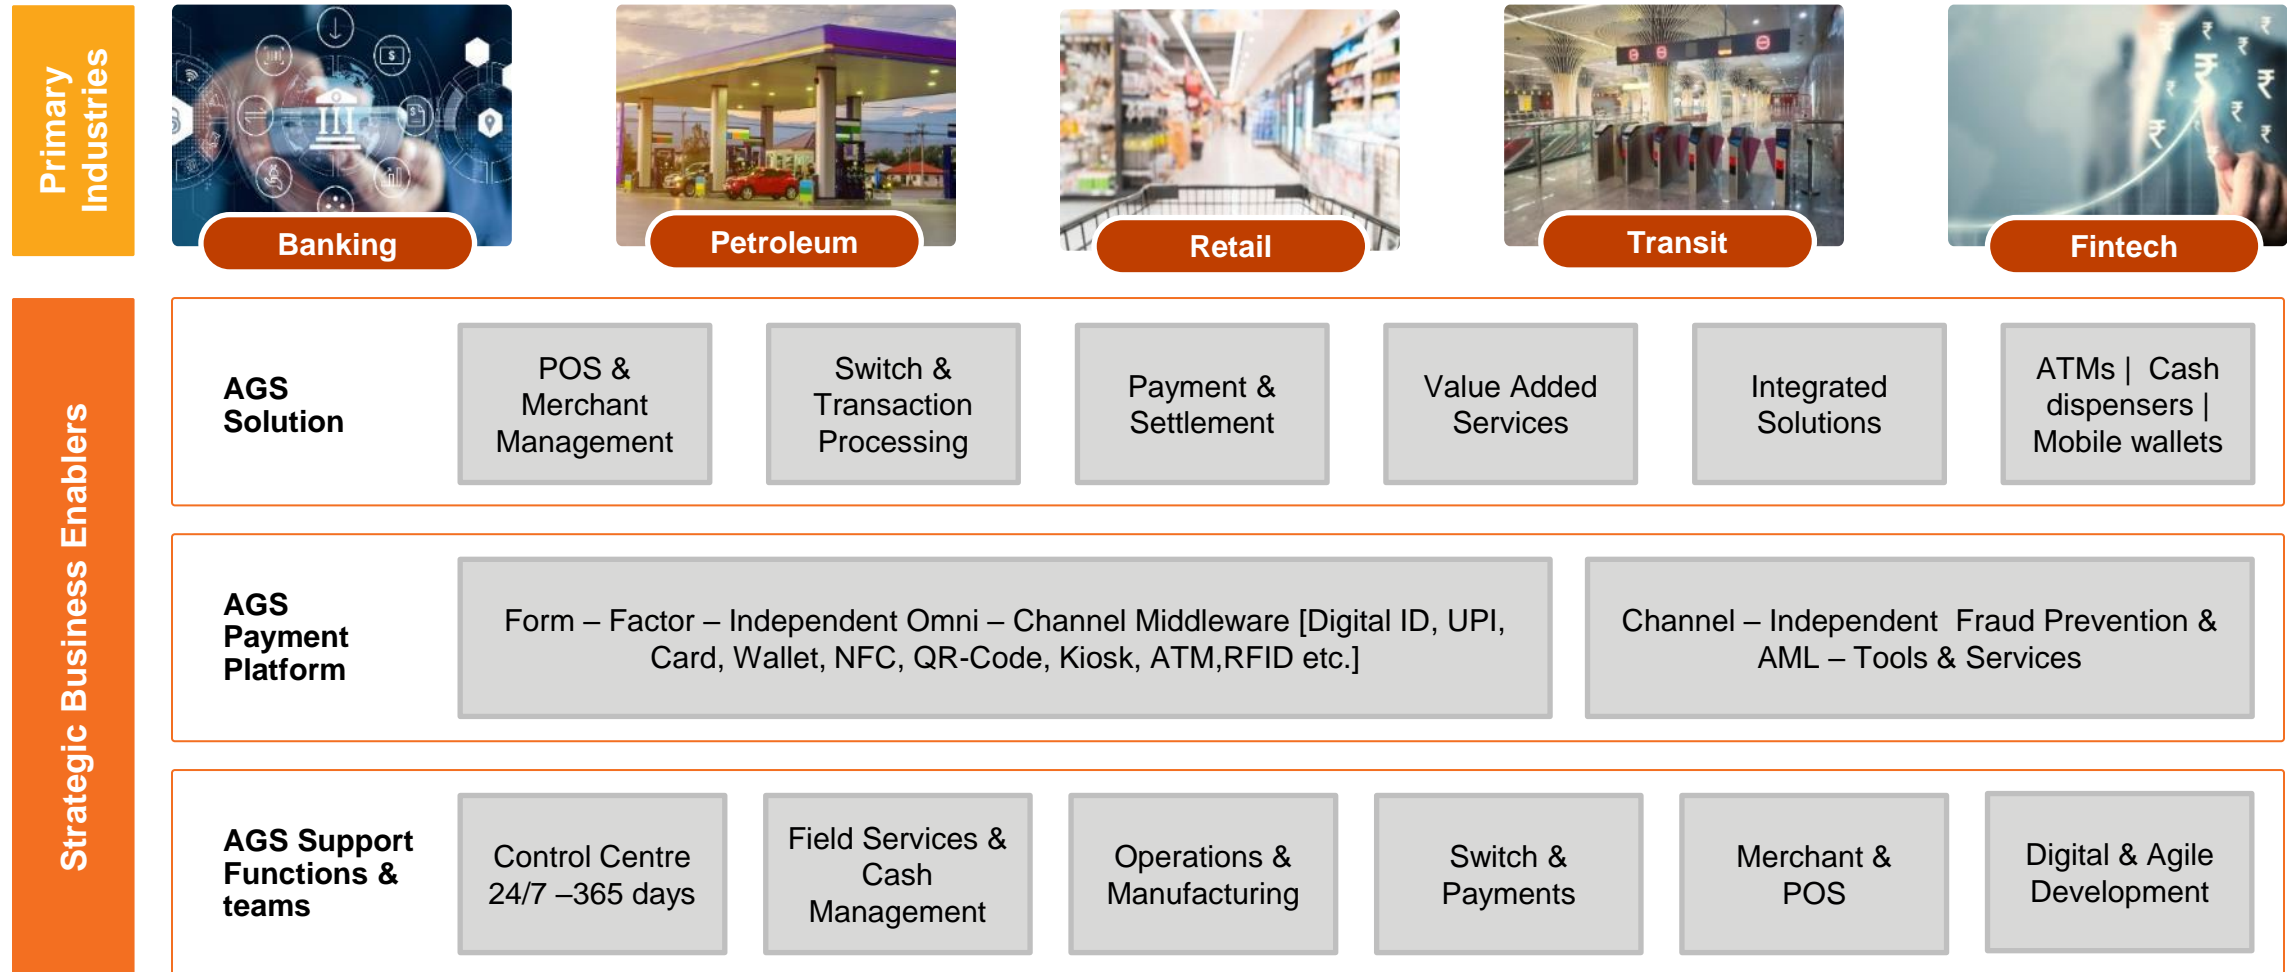 Primary
Industries
Banking
Petroleum
Retail
Transit
Fintech
Strategic Business Enablers
AGS
Solution
POS &
Merchant
Management
Switch &
Transaction
Processing
Payment &
Settlement
Value Added
Services
Integrated
Solutions
ATMs | Cash
dispensers |
Mobile wallets
AGS
Payment
Platform
Form – Factor – Independent Omni – Channel Middleware [Digital ID, UPI,
Card, Wallet, NFC, QR-Code, Kiosk, ATM,RFID etc.]
Channel – Independent Fraud Prevention &
AML – Tools & Services
AGS Support
Functions &
teams
Control Centre
24/7 –365 days
Field Services &
Cash
Management
Operations &
Manufacturing
Switch &
Payments
Merchant &
POS
Digital & Agile
Development